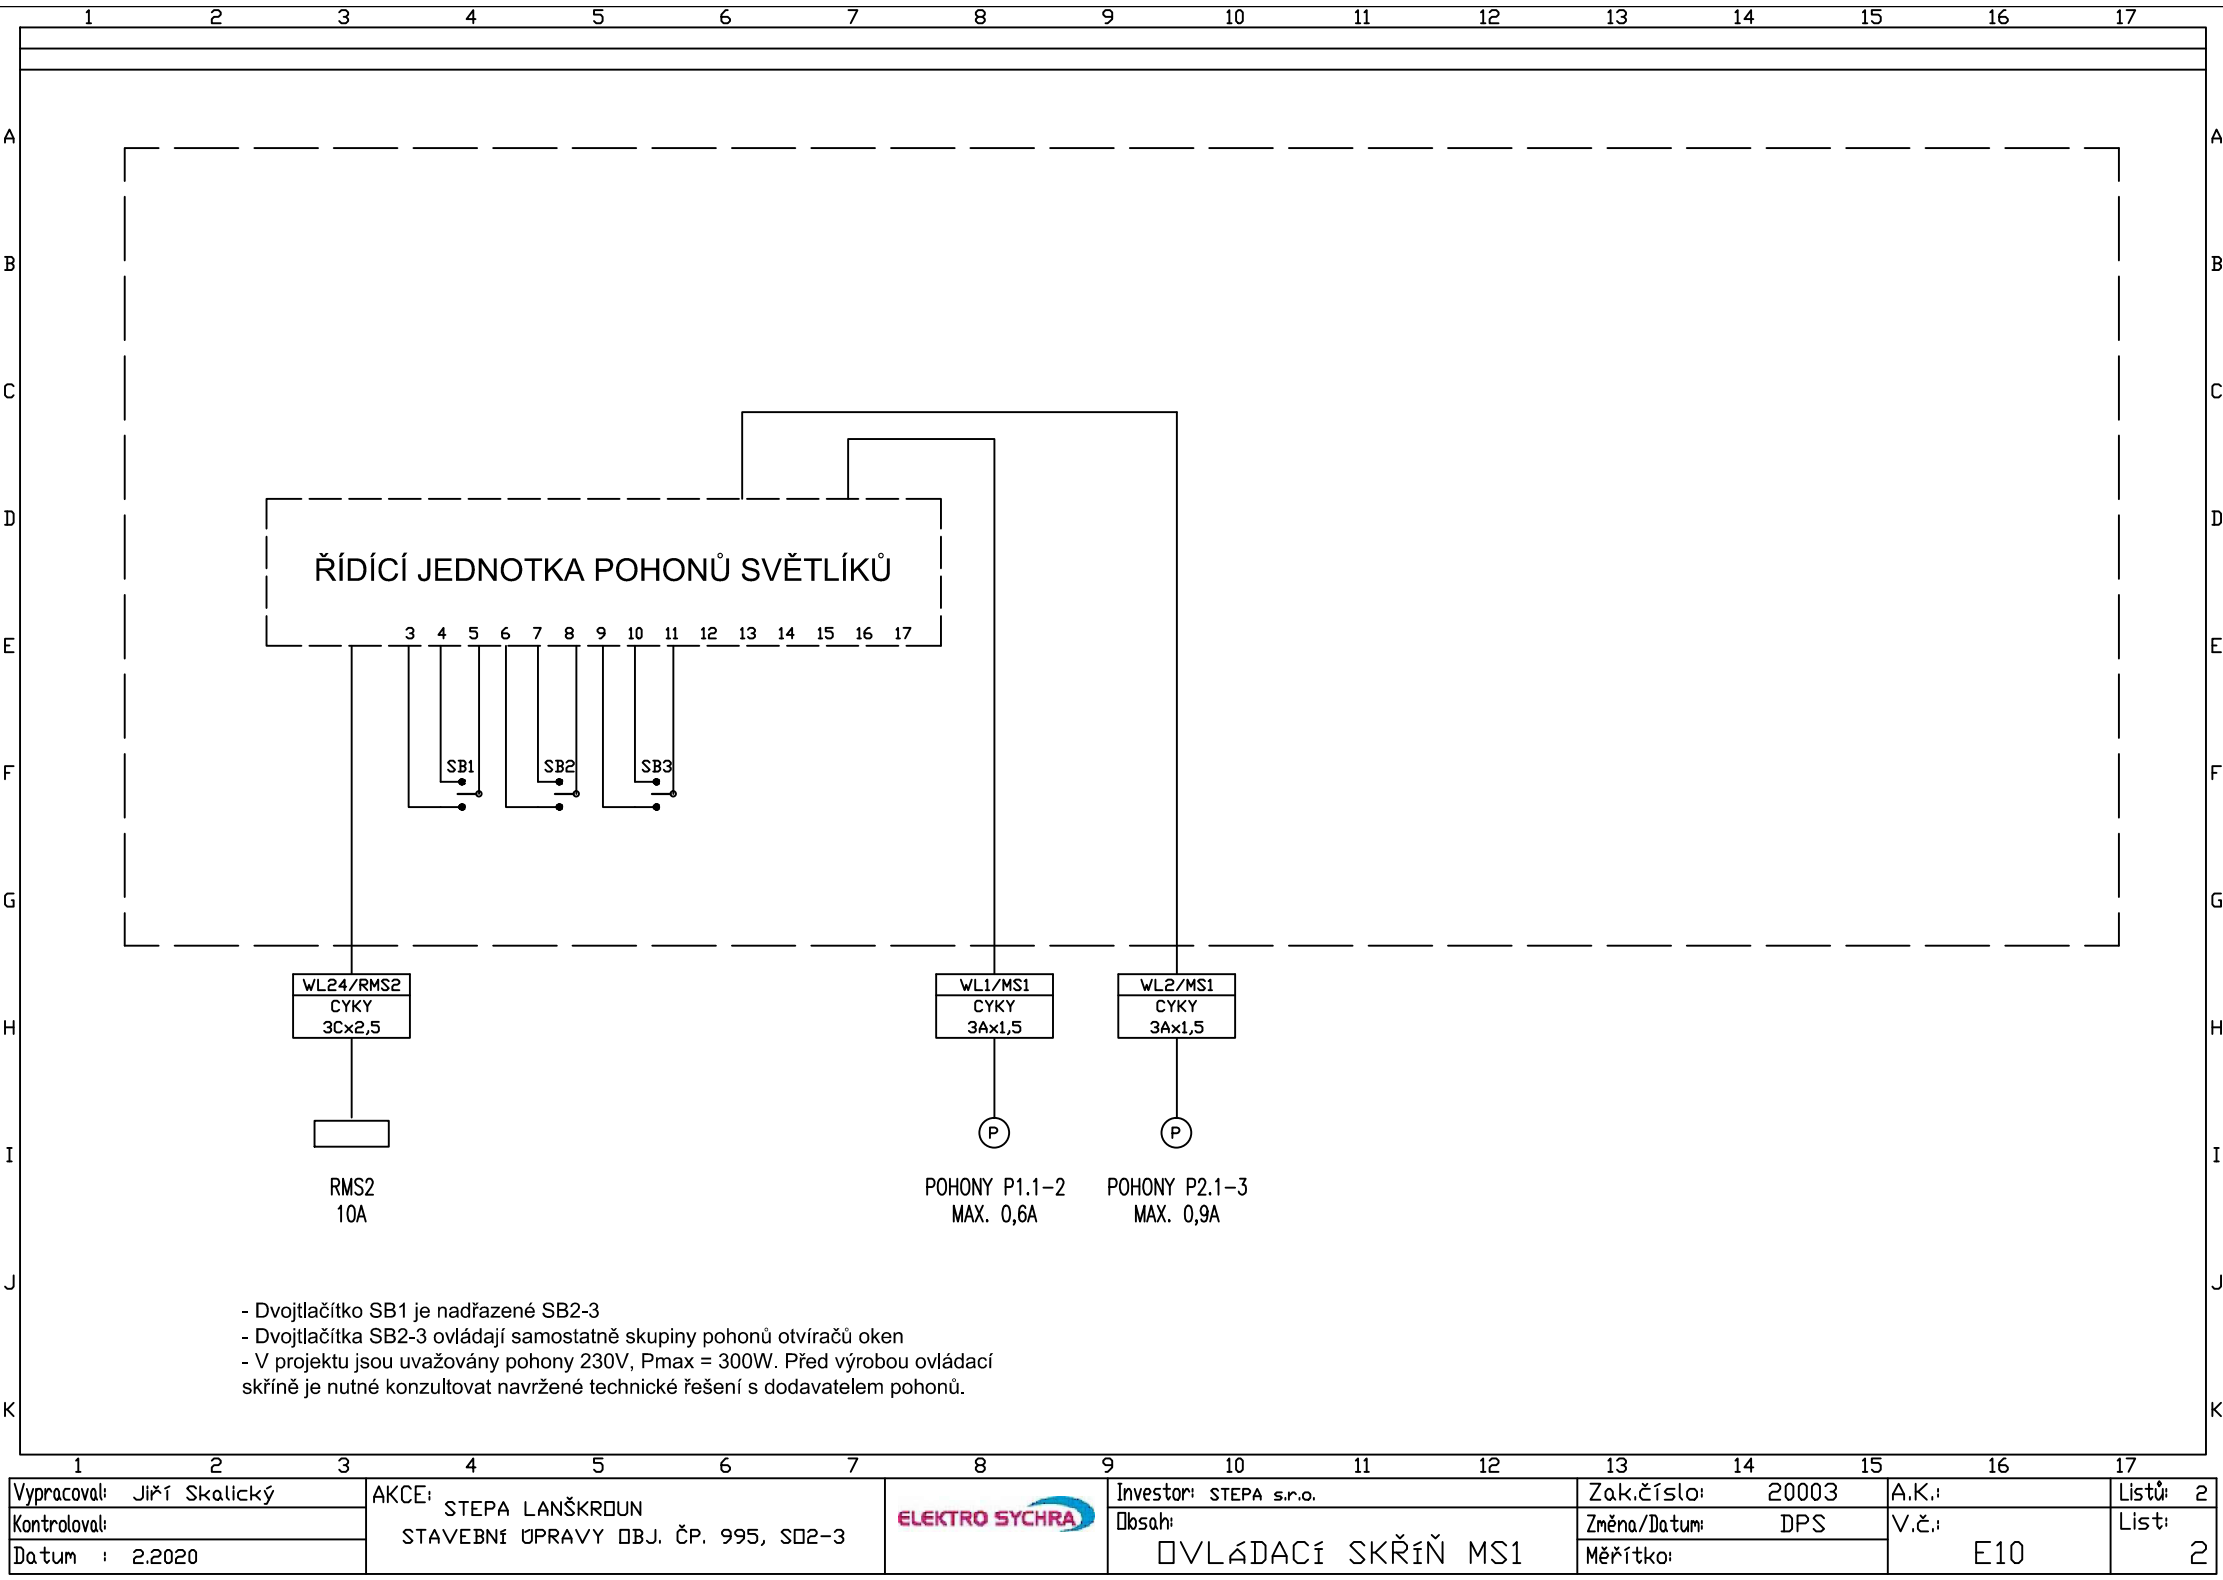 1 2 3 4 5 6 7 8 9 10 11 12 13 14 15 16 17
A A
B B
C C
D D
ŘÍDÍCÍ JEDNOTKA POHONŮ SVĚTLÍKŮ
3 4 5 6 7 8 9 10 11 12 13 14 15 16 17
E E
SB1 SB2 SB3
F F
G G
WL24/RMS2
CYKY
3Cx2,5
WL1/MS1
CYKY
3Ax1,5
WL2/MS1
CYKY
3Ax1,5
H H
P P
I I
RMS2
10A
POHONY P1.1-2
MAX. 0,6A
POHONY P2.1-3
MAX. 0,9A
J J
- Dvojtlačítko SB1 je nadřazené SB2-3
- Dvojtlačítka SB2-3 ovládají samostatně skupiny pohonů otvíračů oken
- V projektu jsou uvažovány pohony 230V, Pmax = 300W. Před výrobou ovládací
skříně je nutné konzultovat navržené technické řešení s dodavatelem pohonů.
K K
1 2 3 4 5 6 7 8 9 10 11 12 13 14 15 16 17
Vypracoval: Jiří Skalický
Kontroloval:
Datum : 2.2020
AKCE:
STEPA LANŠKROUN
STAVEBNí ÚPRAVY OBJ. ČP. 995, SO2-3
ELEKTRO SYCHRA
Investor: STEPA s.r.o.
Obsah:
OVLáDACí SKŘíŇ MS1
Zak.číslo: 20003
Změna/Datum: DPS
Měřítko:
A.K.:
V.č.:
E10
Listů: 2
List:
2